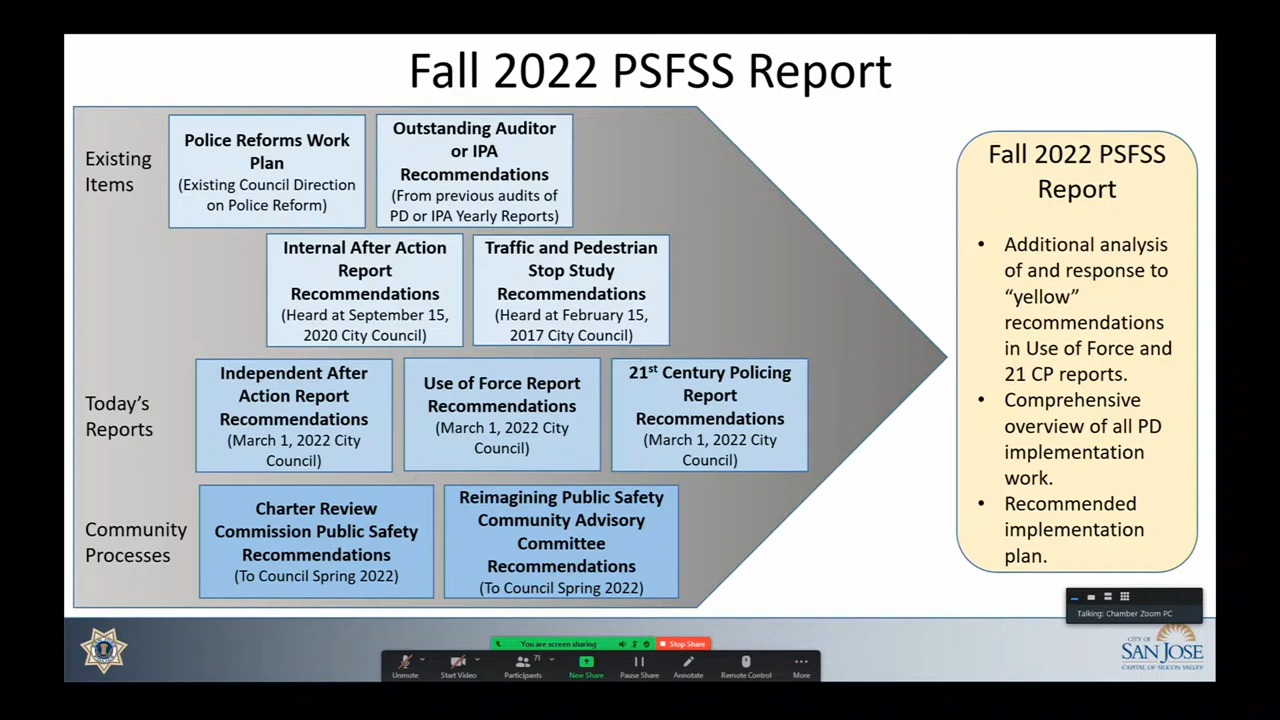 Fall 2022 PSFSS Report
Existing
Items
Police Reforms Work
Plan
(Existing Council Direction
on Police Reform)
Outstanding Auditor
or IPA
Recommendations
(From previous audits of
PD or IPA Yearly Reports)
Internal After Action
Report
Recommendations
(Heard at September 15,
2020 City Council)
Traffic and Pedestrian
Stop Study
Recommendations
(Heard at February 15,
2017 City Council)
Today's
Reports
Independent After
Action Report
Recommendations
(March 1, 2022 City
Council)
Use of Force Report
Recommendations
(March 1, 2022 City
Council)
21st Century Policing
Report
Recommendations
(March 1, 2022 City
Council)
Community
Processes
Charter Review
Commission Public Safety
Recommendations
(To Council Spring 2022)
Reimagining Public Safety
Community Advisory
Committee
Recommendations
(To Council Spring 2022)
Fall 2022 PSFSS
Report
• Additional analysis
of and response to
“yellow”
recommendations
in Use of Force and
21 CP reports.
• Comprehensive
overview of all PD
implementation
work.
• Recommended
implementation
plan.
Talking: Chamber Zoom PC
You are screen sharing
Stop Share
Unmute
Start Video
71
Participants
New Share
Pause Share
Annotate
Remote Control
More
CITY OF
SAN JOSE
CAPITAL OF SILICON VALLEY